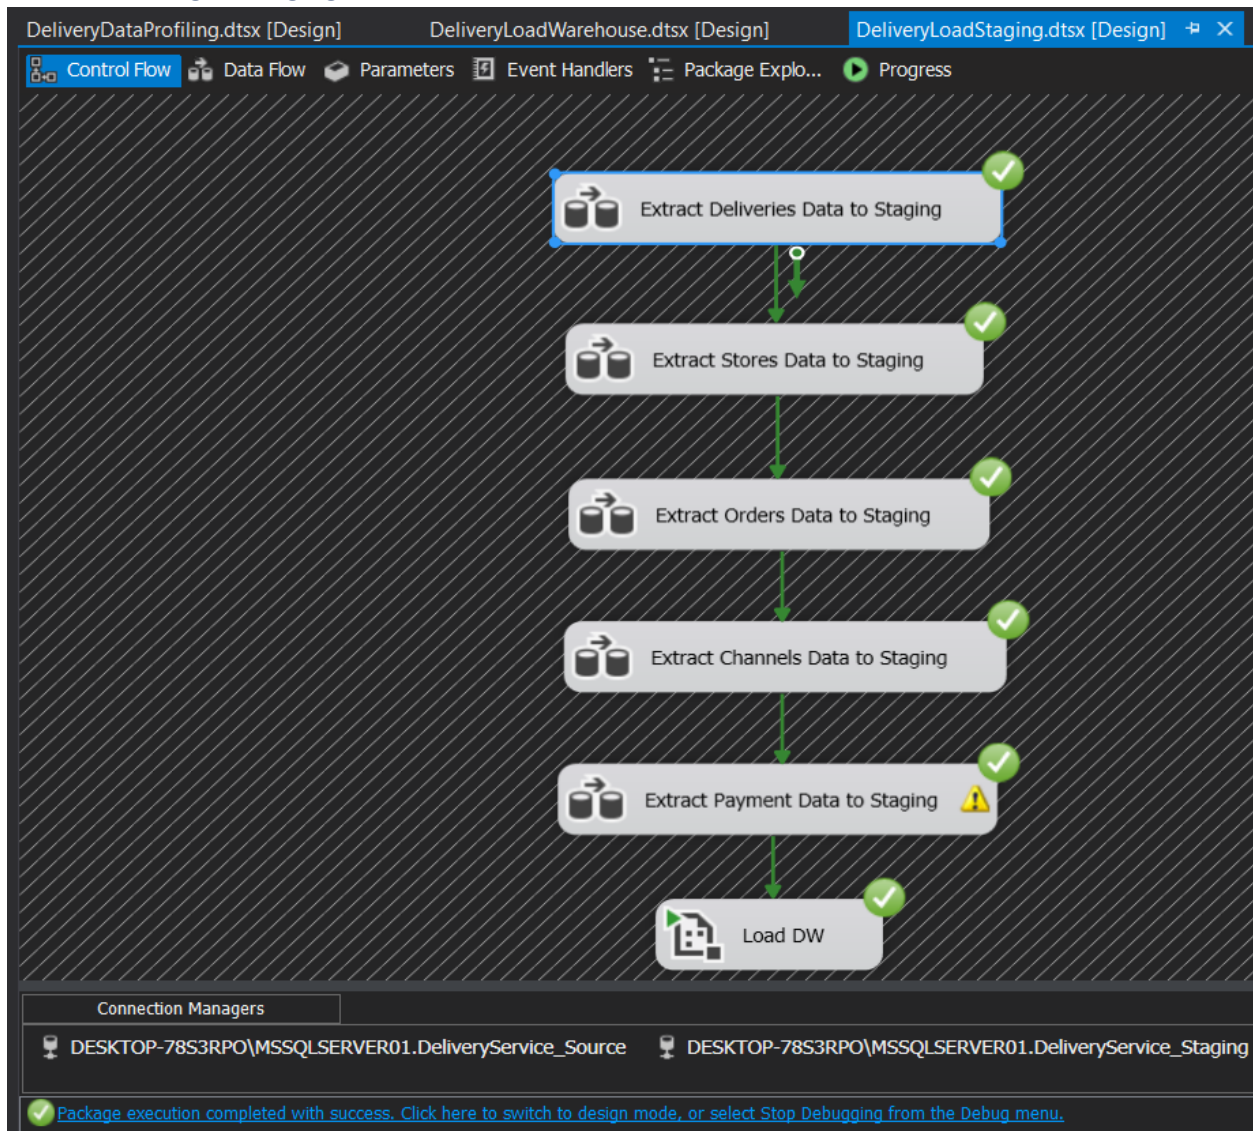 DeliveryDataProfiling.dtsx [Design] DeliveryLoadWarehouse.dtsx [Design] DeliveryLoadStaging.dtsx [Design]
Control Flow Data Flow Parameters Event Handlers Package Explo... Progress
Extract Deliveries Data to Staging
Extract Stores Data to Staging
Extract Orders Data to Staging
Extract Channels Data to Staging
Extract Payment Data to Staging
Load DW
Connection Managers
DESKTOP-78S3RPO\MSSQLSERVER01.DeliveryService_Source DESKTOP-78S3RPO\MSSQLSERVER01.DeliveryService_Staging
Package execution completed with success. Click here to switch to design mode, or select Stop Debugging from the Debug menu.